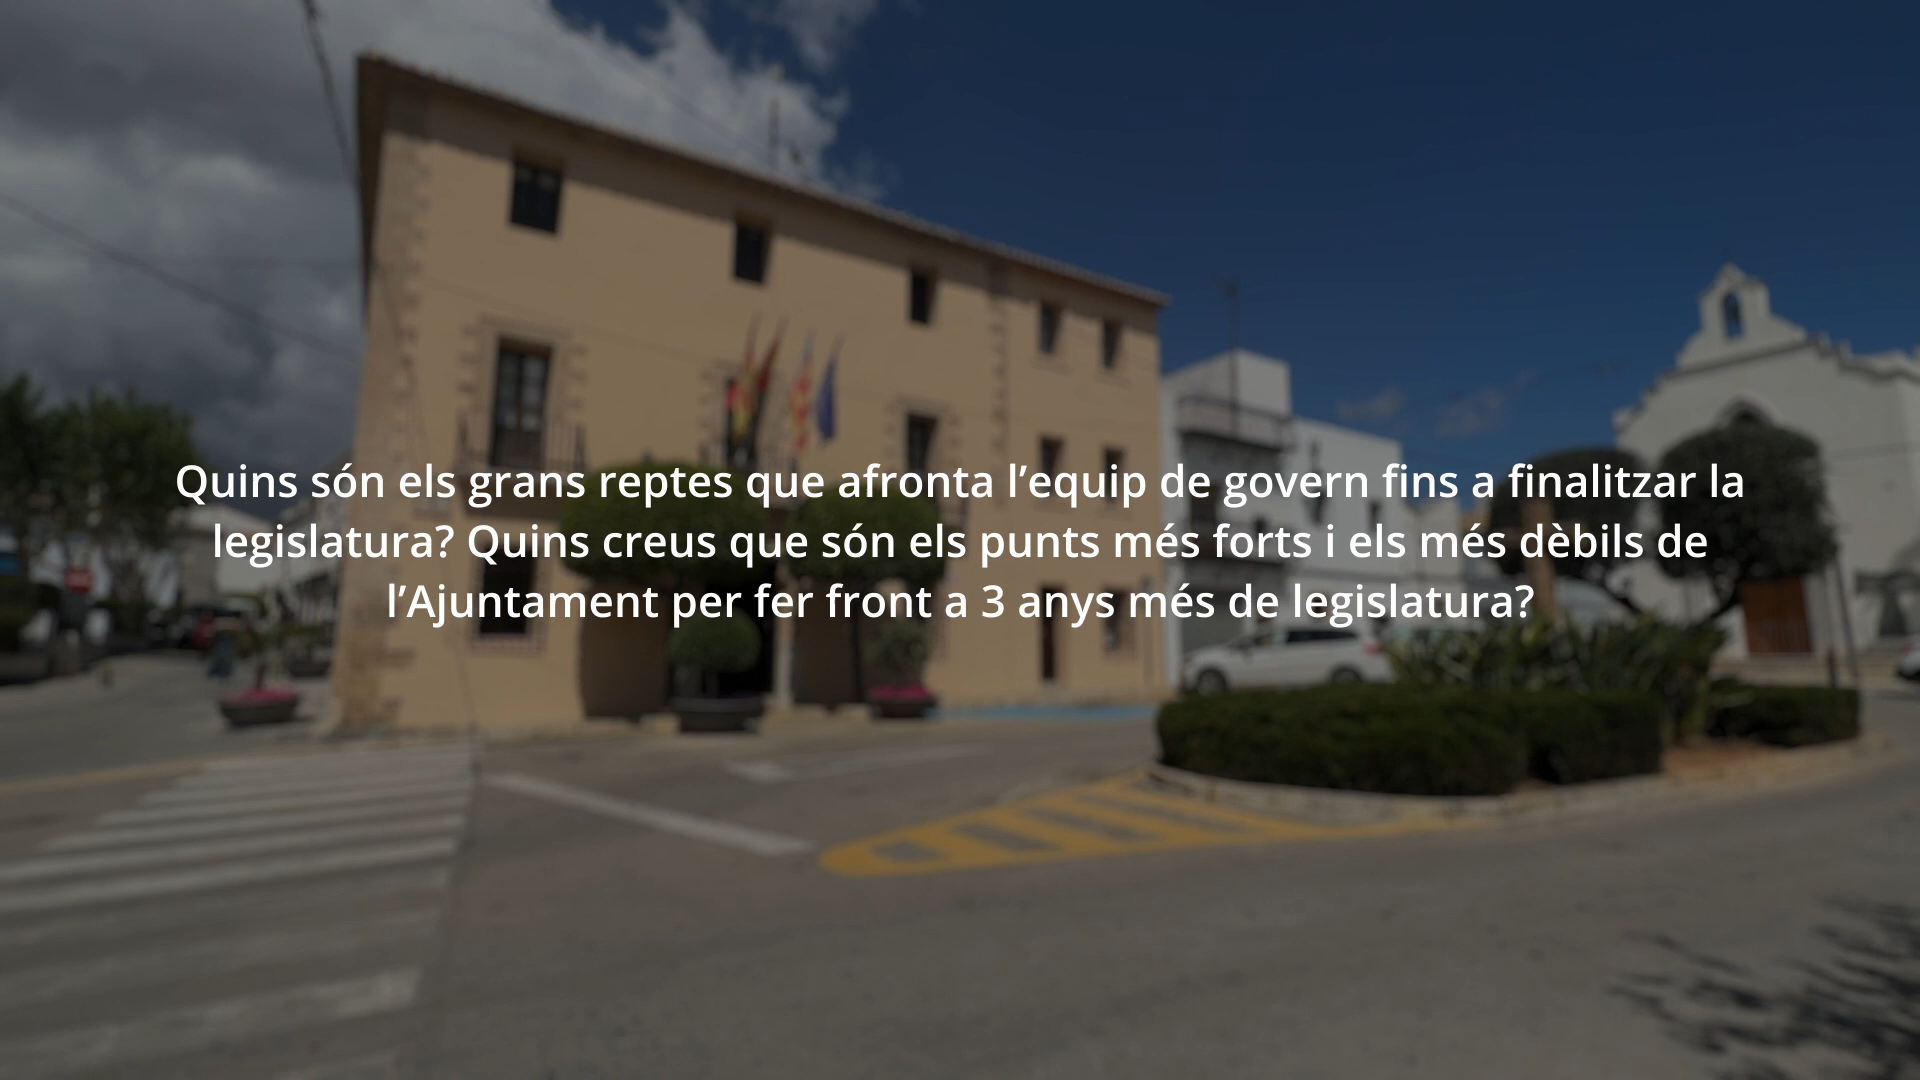 Quins són els grans reptes que afronta l’equip de govern fins a finalitzar la
legislatura? Quins creus que són els punts més forts i els més dèbils de
l’Ajuntament per fer front a 3 anys més de legislatura?